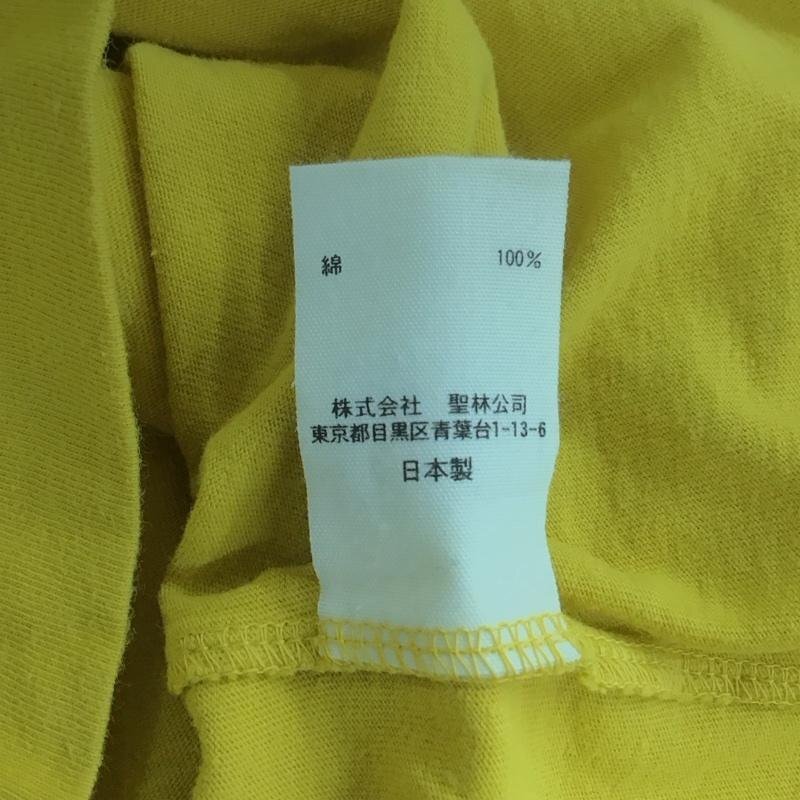 綿 100%
株式会社 聖林公司
東京都目黒区青葉台1-13-6
日本製